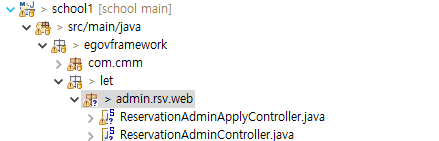 > school1 [school main]
> src/main/java
> egovframework
> com.cmm
> let
> admin.rsv.web
> ReservationAdminApplyController.java
> ReservationAdminController.java